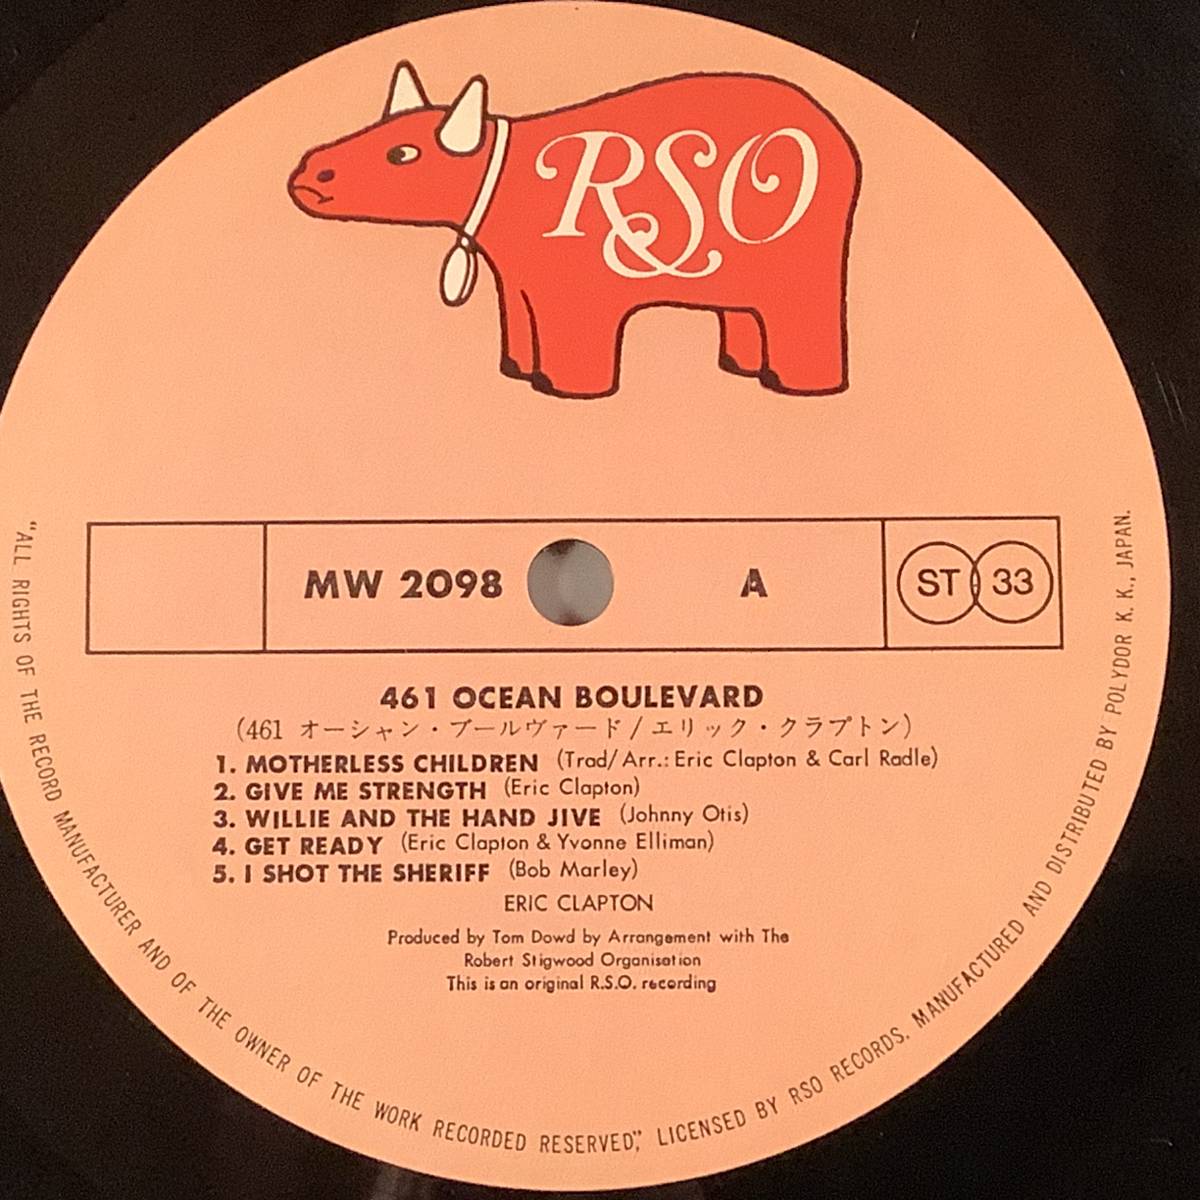 RSO
MW 2098 A ST 33
461 OCEAN BOULEVARD
(461 オーシャン・ブールヴァード/エリック・クラプトン)
1. MOTHERLESS CHILDREN (Trad/Arr.: Eric Clapton & Carl Radle)
2. GIVE ME STRENGTH (Eric Clapton)
3. WILLIE AND THE HAND JIVE (Johnny Otis)
4. GET READY (Eric Clapton & Yvonne Elliman)
5. I SHOT THE SHERIFF (Bob Marley)
ERIC CLAPTON
Produced by Tom Dowd by Arrangement with The
Robert Stigwood Organisation
This is an original R.S.O. recording
"ALL RIGHTS OF THE RECORD MANUFACTURER AND OF THE OWNER OF THE WORK RECORDED RESERVED," LICENSED BY RSO RECORDS. MANUFACTURED AND DISTRIBUTED BY POLYDOR K. K., JAPAN.